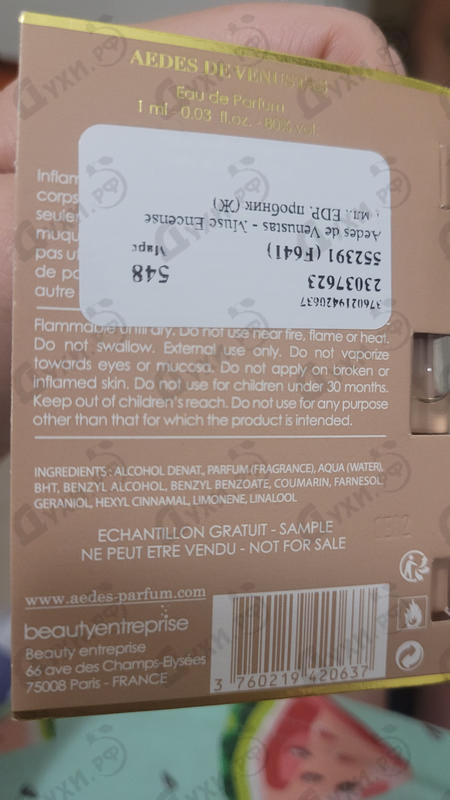 AEDES DE VENUSTAS
Eau de Parfum
1 ml - 0.03 fl.oz. - 80% vol.
Inflam
corps
seulem
muqu
pas ut
de po
autre
3760219420637
23037623
552391 (F641) 548
Aedes de Venustas - Musc Encense Марс
, мл., EDP, пробник (Ж)
Flammable until dry. Do not use near fire, flame or heat.
Do not swallow. External use only. Do not vaporize
towards eyes or mucosa. Do not apply on broken or
inflamed skin. Do not use for children under 30 months.
Keep out of children's reach. Do not use for any purpose
other than that for which the product is intended.
INGREDIENTS : ALCOHOL DENAT., PARFUM (FRAGRANCE), AQUA (WATER),
BHT, BENZYL ALCOHOL, BENZYL BENZOATE, COUMARIN, FARNESOL,
GERANIOL, HEXYL CINNAMAL, LIMONENE, LINALOOL
ECHANTILLON GRATUIT - SAMPLE
NE PEUT ETRE VENDU - NOT FOR SALE
www.aedes-parfum.com
beautyentreprise
Beauty entreprise
66 ave des Champs-Elysées
75008 Paris - FRANCE
3 760219 420637
ДУХИ.РФ